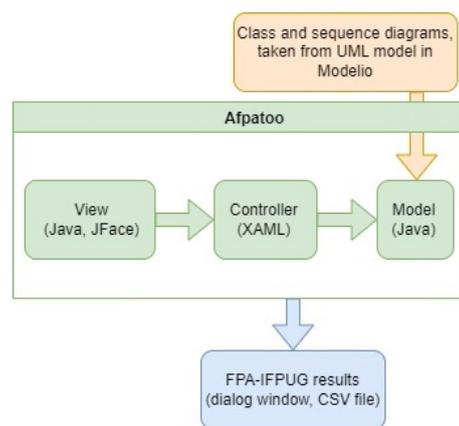 Class and sequence diagrams,
taken from UML model in
Modelio
Afpatoo
View
(Java, JFace)
Controller
(XAML)
Model
(Java)
FPA-IFPUG results
(dialog window, CSV file)